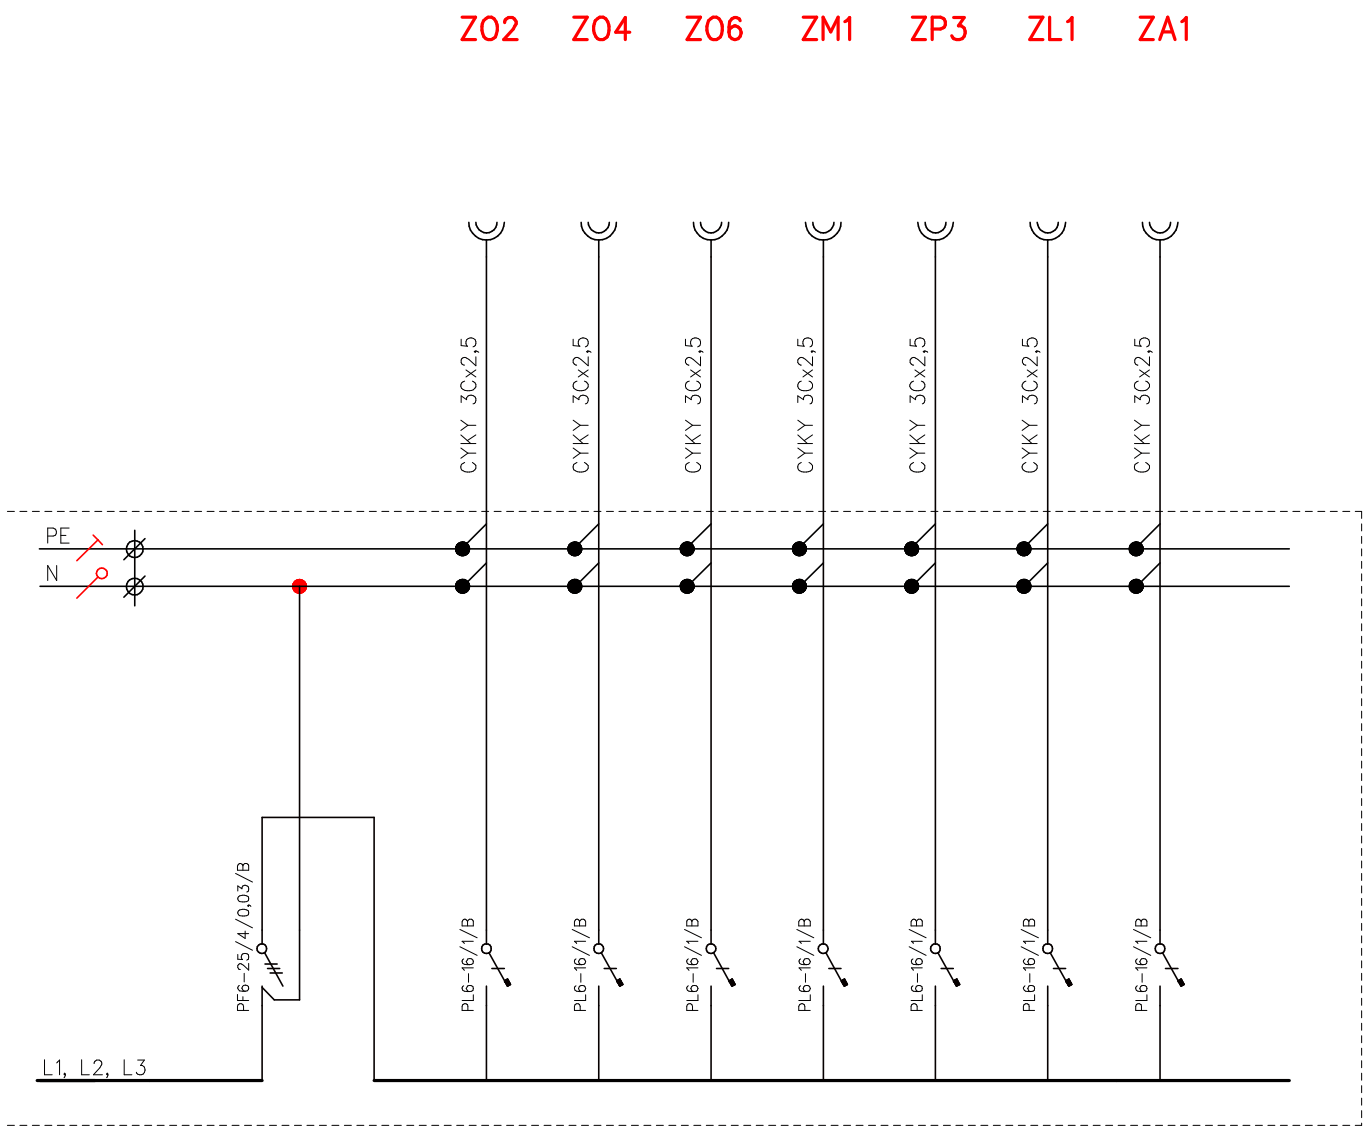 ZO2 ZO4 ZO6 ZM1 ZP3 ZL1 ZA1
CYKY 3Cx2,5
CYKY 3Cx2,5
CYKY 3Cx2,5
CYKY 3Cx2,5
CYKY 3Cx2,5
CYKY 3Cx2,5
CYKY 3Cx2,5
PE
N
PF6-25/4/0,03/B
PL6-16/1/B
PL6-16/1/B
PL6-16/1/B
PL6-16/1/B
PL6-16/1/B
PL6-16/1/B
PL6-16/1/B
L1, L2, L3